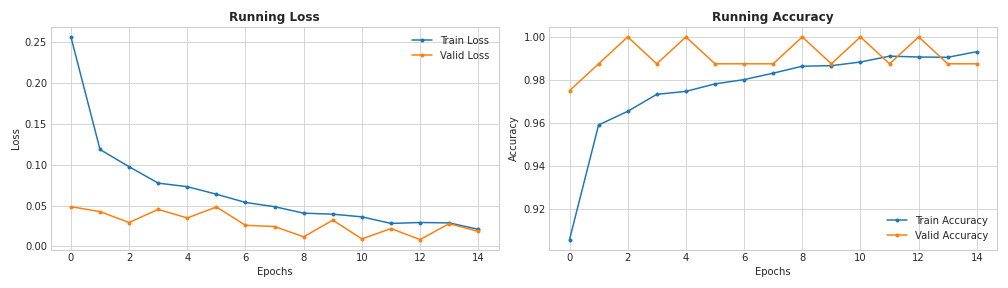 Running Loss
0.25
0.20
0.15
0.10
0.05
0.00
Loss
0 2 4 6 8 10 12 14
Epochs
Train Loss
Valid Loss
Running Accuracy
1.00
0.98
0.96
0.94
0.92
Accuracy
0 2 4 6 8 10 12 14
Epochs
Train Accuracy
Valid Accuracy